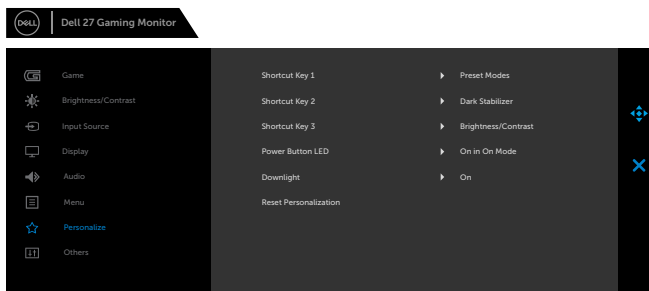 DELL
Dell 27 Gaming Monitor
Game
Shortcut Key 1 Preset Modes
Brightness/Contrast Shortcut Key 2 Dark Stabilizer
Input Source Shortcut Key 3 Brightness/Contrast
Display Power Button LED On in On Mode
Audio Downlight On
Menu Reset Personalization
Personalize
Others